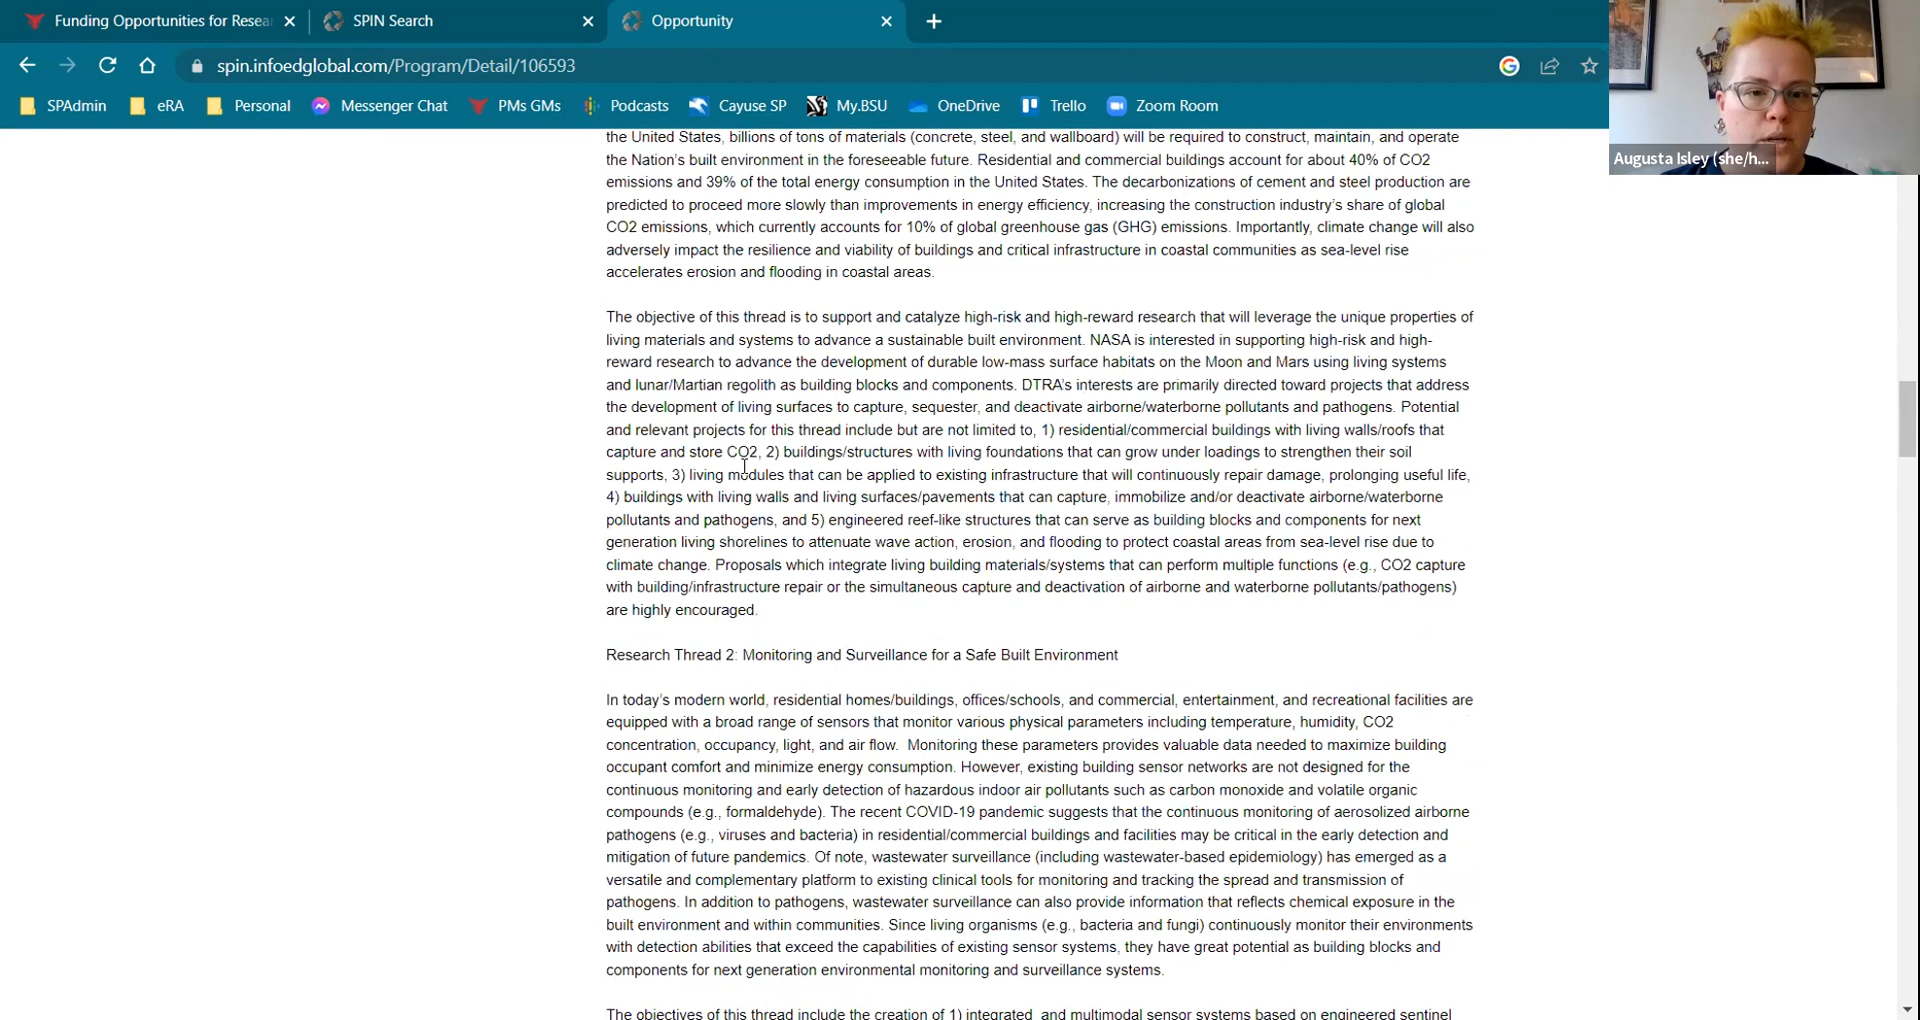 Funding Opportunities for Resea
SPIN Search
Opportunity
spin.infoedglobal.com/Program/Detail/106593
SPAdmin
eRA
Personal
Messenger Chat
PMs GMs
Podcasts
Cayuse SP
My.BSU
OneDrive
Trello
Zoom Room
Augusta Isley (she/h...
the United States, billions of tons of materials (concrete, steel, and wallboard) will be required to construct, maintain, and operate
the Nation's built environment in the foreseeable future. Residential and commercial buildings account for about 40% of CO2
emissions and 39% of the total energy consumption in the United States. The decarbonizations of cement and steel production are
predicted to proceed more slowly than improvements in energy efficiency, increasing the construction industry's share of global
CO2 emissions, which currently accounts for 10% of global greenhouse gas (GHG) emissions. Importantly, climate change will also
adversely impact the resilience and viability of buildings and critical infrastructure in coastal communities as sea-level rise
accelerates erosion and flooding in coastal areas.
The objective of this thread is to support and catalyze high-risk and high-reward research that will leverage the unique properties of
living materials and systems to advance a sustainable built environment. NASA is interested in supporting high-risk and high-
reward research to advance the development of durable low-mass surface habitats on the Moon and Mars using living systems
and lunar/Martian regolith as building blocks and components. DTRA's interests are primarily directed toward projects that address
the development of living surfaces to capture, sequester, and deactivate airborne/waterborne pollutants and pathogens. Potential
and relevant projects for this thread include but are not limited to, 1) residential/commercial buildings with living walls/roofs that
capture and store CO2, 2) buildings/structures with living foundations that can grow under loadings to strengthen their soil
supports, 3) living modules that can be applied to existing infrastructure that will continuously repair damage, prolonging useful life,
4) buildings with living walls and living surfaces/pavements that can capture, immobilize and/or deactivate airborne/waterborne
pollutants and pathogens, and 5) engineered reef-like structures that can serve as building blocks and components for next
generation living shorelines to attenuate wave action, erosion, and flooding to protect coastal areas from sea-level rise due to
climate change. Proposals which integrate living building materials/systems that can perform multiple functions (e.g., CO2 capture
with building/infrastructure repair or the simultaneous capture and deactivation of airborne and waterborne pollutants/pathogens)
are highly encouraged.
Research Thread 2: Monitoring and Surveillance for a Safe Built Environment
In today's modern world, residential homes/buildings, offices/schools, and commercial, entertainment, and recreational facilities are
equipped with a broad range of sensors that monitor various physical parameters including temperature, humidity, CO2
concentration, occupancy, light, and air flow. Monitoring these parameters provides valuable data needed to maximize building
occupant comfort and minimize energy consumption. However, existing building sensor networks are not designed for the
continuous monitoring and early detection of hazardous indoor air pollutants such as carbon monoxide and volatile organic
compounds (e.g., formaldehyde). The recent COVID-19 pandemic suggests that the continuous monitoring of aerosolized airborne
pathogens (e.g., viruses and bacteria) in residential/commercial buildings and facilities may be critical in the early detection and
mitigation of future pandemics. Of note, wastewater surveillance (including wastewater-based epidemiology) has emerged as a
versatile and complementary platform to existing clinical tools for monitoring and tracking the spread and transmission of
pathogens. In addition to pathogens, wastewater surveillance can also provide information that reflects chemical exposure in the
built environment and within communities. Since living organisms (e.g., bacteria and fungi) continuously monitor their environments
with detection abilities that exceed the capabilities of existing sensor systems, they have great potential as building blocks and
components for next generation environmental monitoring and surveillance systems.
The objectives of this thread include the creation of 1) integrated and multimodal sensor systems based on engineered sentinel